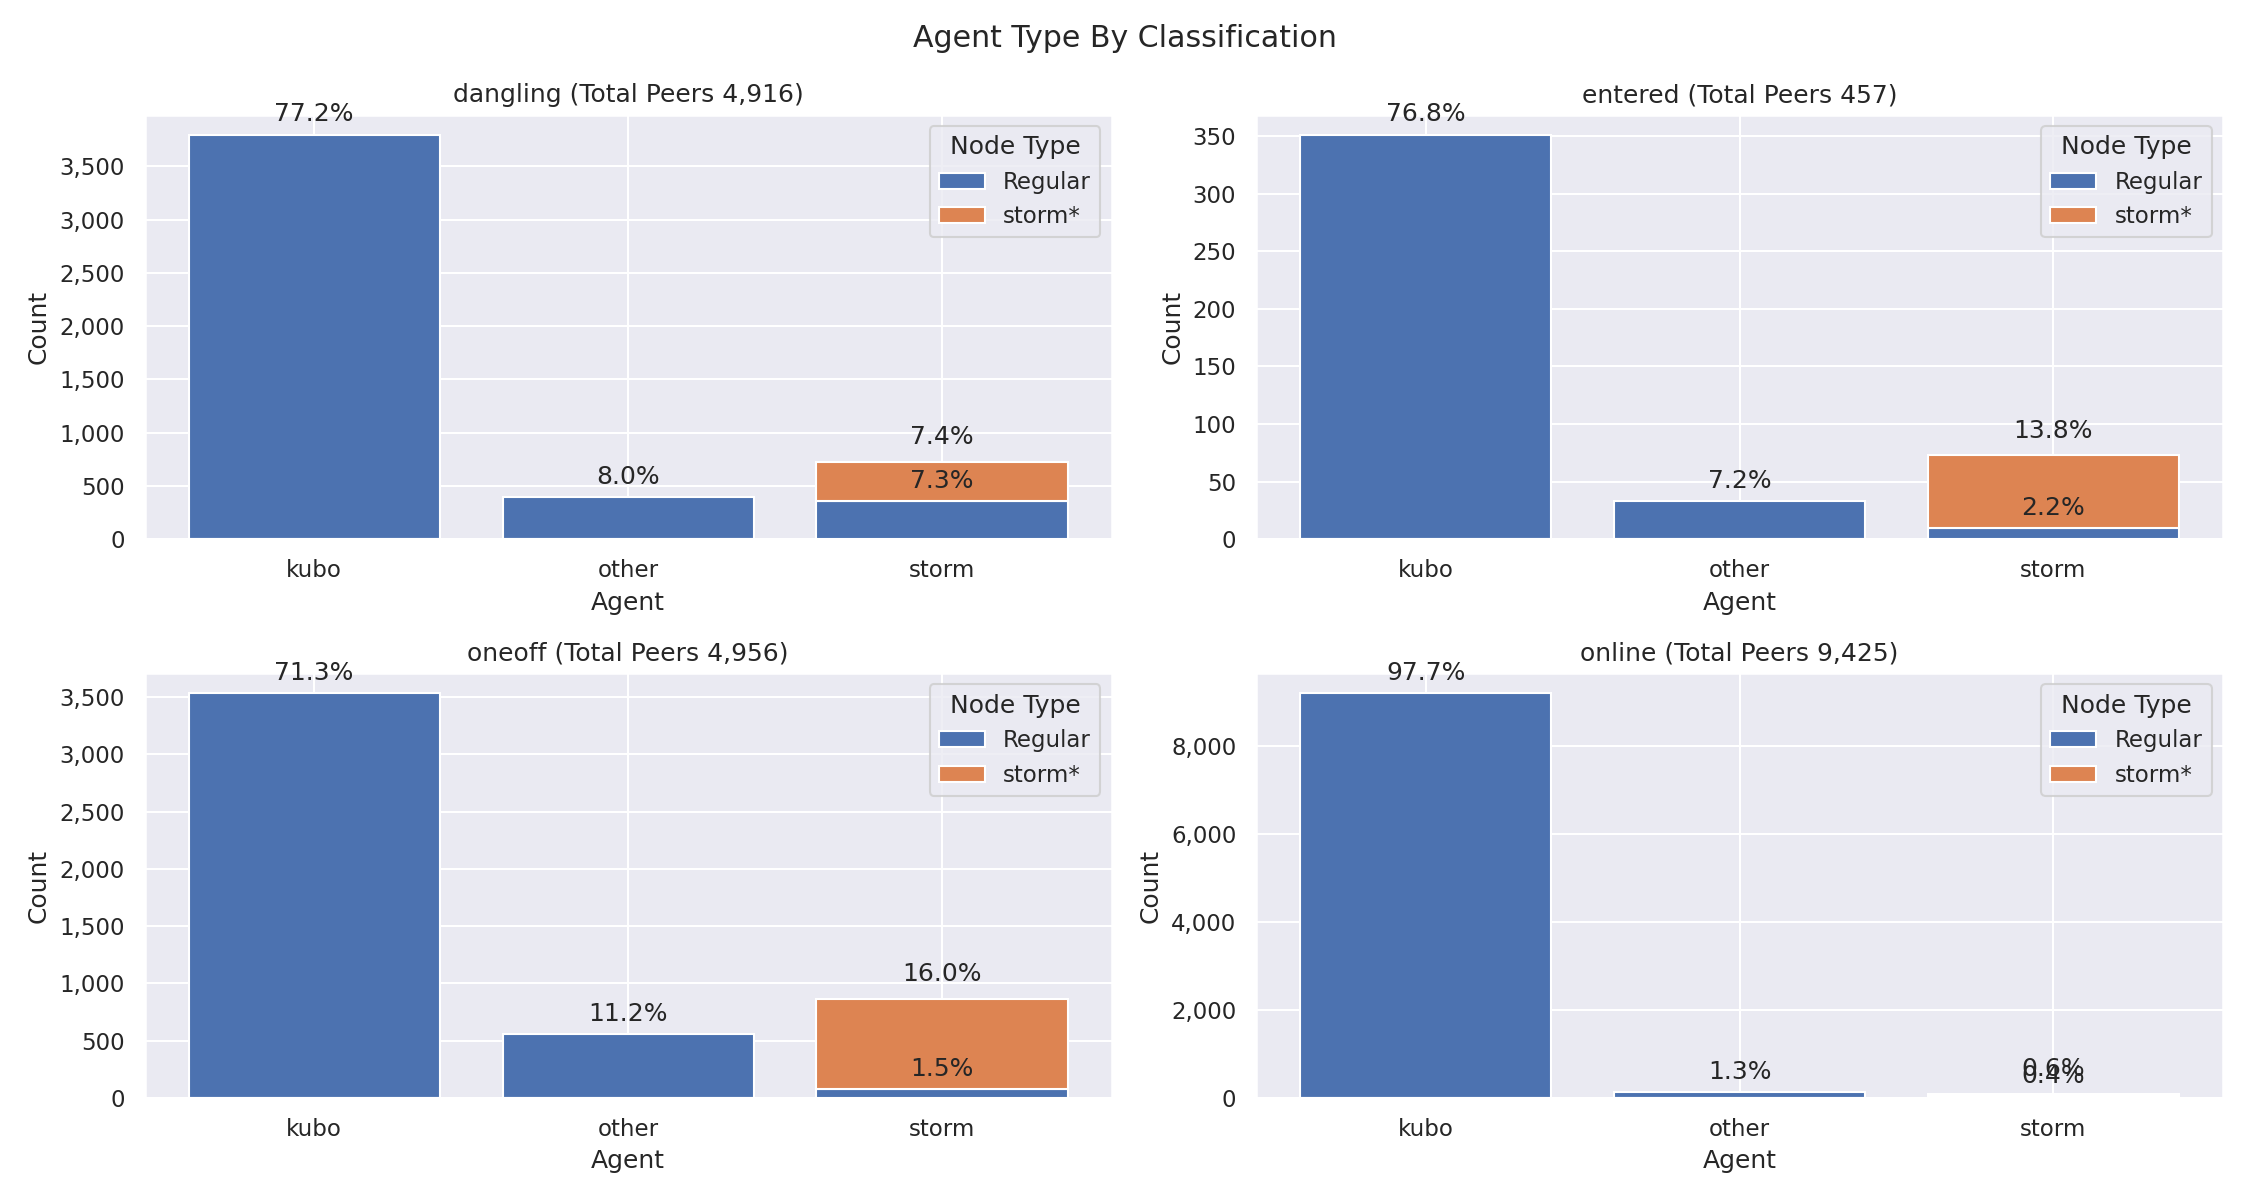 Agent Type By Classification
dangling (Total Peers 4,916)
77.2%
3,500
3,000
2,500
2,000
1,500
1,000
500
0
Count
8.0%
7.4%
7.3%
Node Type
Regular
storm*
kubo
other
storm
Agent
entered (Total Peers 457)
76.8%
350
300
250
200
150
100
50
0
Count
7.2%
13.8%
2.2%
Node Type
Regular
storm*
kubo
other
storm
Agent
oneoff (Total Peers 4,956)
71.3%
3,500
3,000
2,500
2,000
1,500
1,000
500
0
Count
11.2%
16.0%
1.5%
Node Type
Regular
storm*
kubo
other
storm
Agent
online (Total Peers 9,425)
97.7%
8,000
6,000
4,000
2,000
0
Count
1.3%
0.6%
0.4%
Node Type
Regular
storm*
kubo
other
storm
Agent